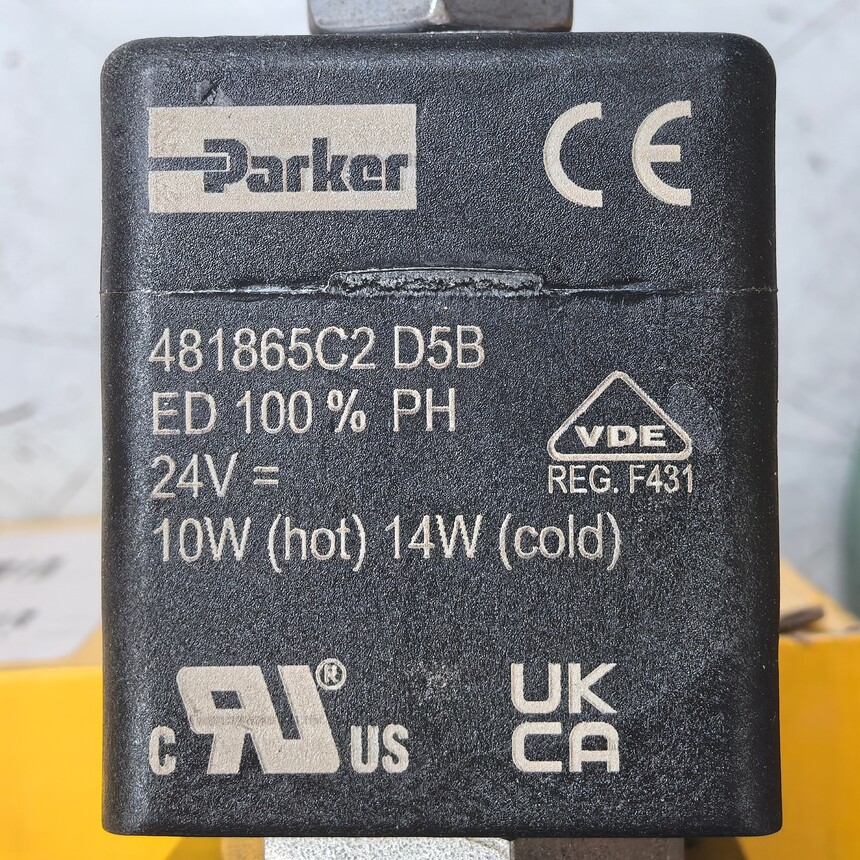 Parker CE
481865C2 D5B
ED 100 % PH
24V =
10W (hot) 14W (cold)
VDE
REG. F431
C RU® US
UK
CA